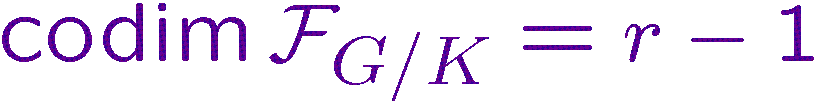 codim ℱ_{G/K} = r − 1